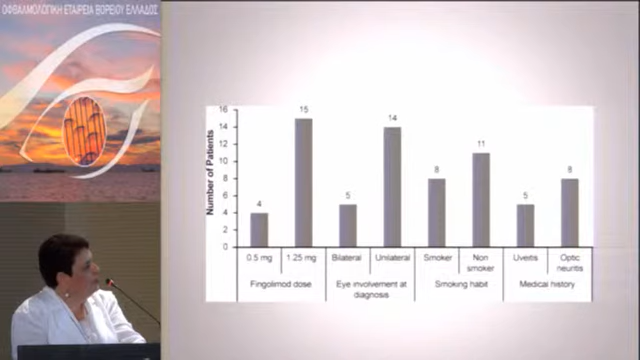 ΟΦΘΑΛΜΟΛΟΓΙΚΗ ΕΤΑΙΡΕΙΑ ΒΟΡΕΙΟΥ ΕΛΛΑΔΟΣ
Number of Patients
16
14
12
10
8
6
4
2
0
4
15
5
14
8
11
5
8
0.5 mg
1.25 mg
Bilateral
Unilateral
Smoker
Non
smoker
Uveitis
Optic
neuritis
Fingolimod dose
Eye involvement at
diagnosis
Smoking habit
Medical history